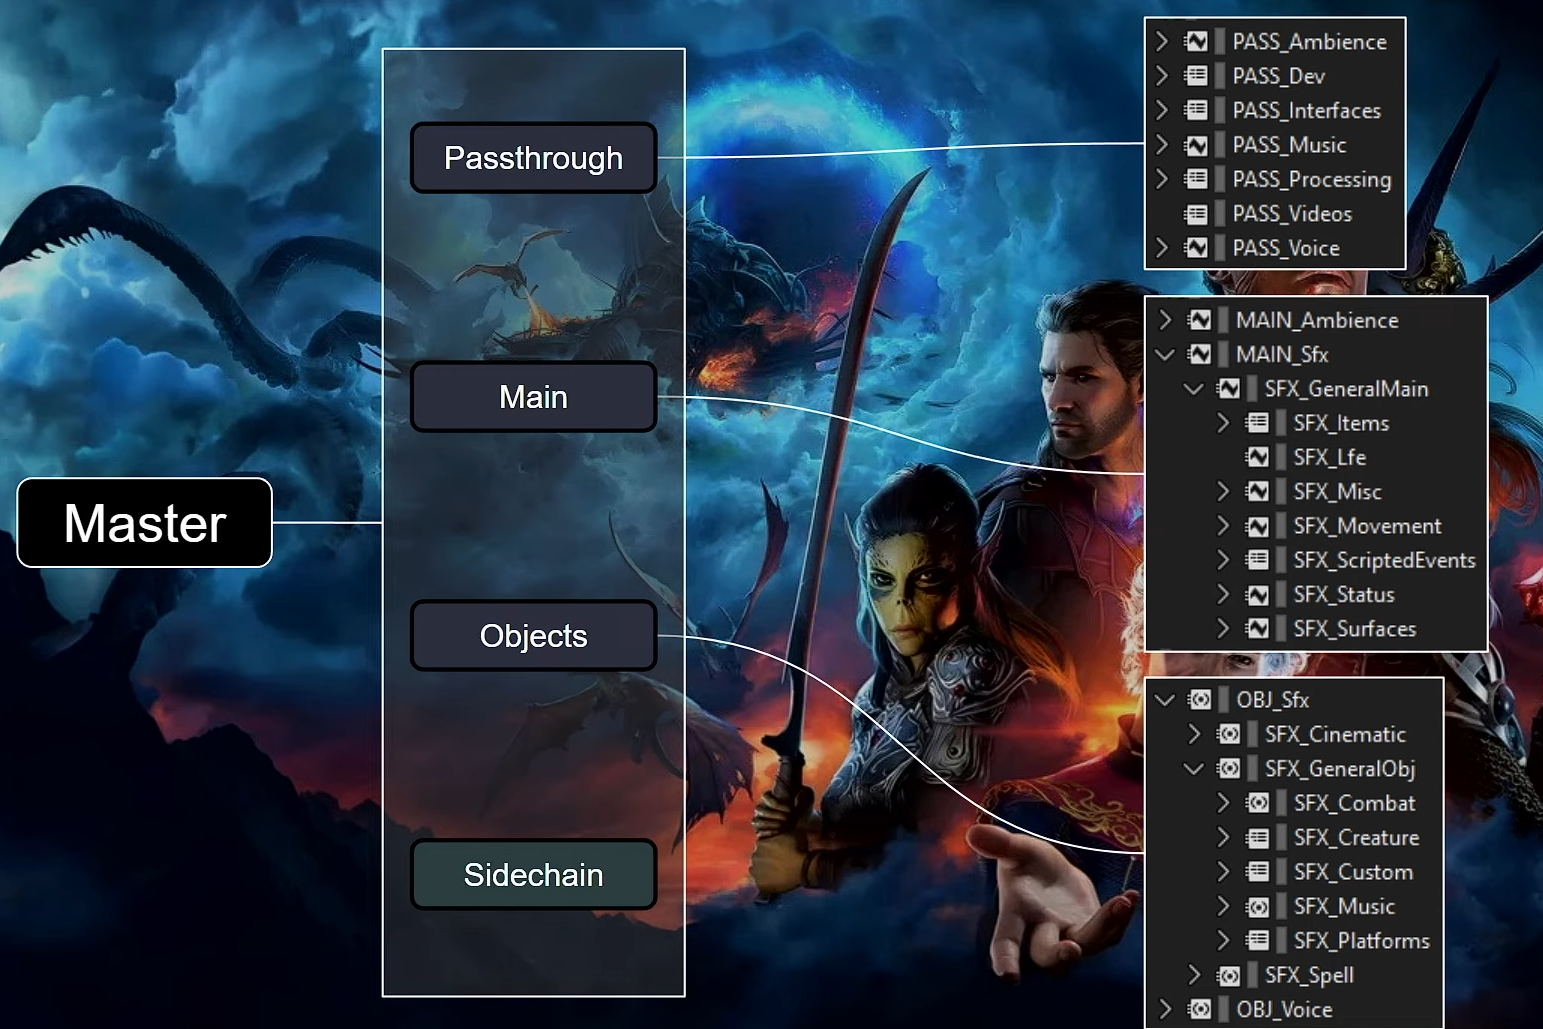 Master
Passthrough
Main
Objects
Sidechain
PASS_Ambience
PASS_Dev
PASS_Interfaces
PASS_Music
PASS_Processing
PASS_Videos
PASS_Voice
MAIN_Ambience
MAIN_Sfx
SFX_GeneralMain
SFX_Items
SFX_Lfe
SFX_Misc
SFX_Movement
SFX_ScriptedEvents
SFX_Status
SFX_Surfaces
OBJ_Sfx
SFX_Cinematic
SFX_GeneralObj
SFX_Combat
SFX_Creature
SFX_Custom
SFX_Music
SFX_Platforms
SFX_Spell
OBJ_Voice